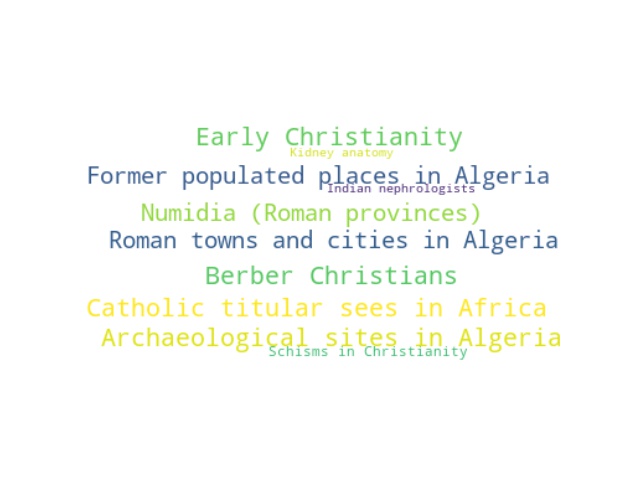 Early Christianity
Kidney anatomy
Former populated places in Algeria
Indian nephrologists
Numidia (Roman provinces)
Roman towns and cities in Algeria
Berber Christians
Catholic titular sees in Africa
Archaeological sites in Algeria
Schisms in Christianity